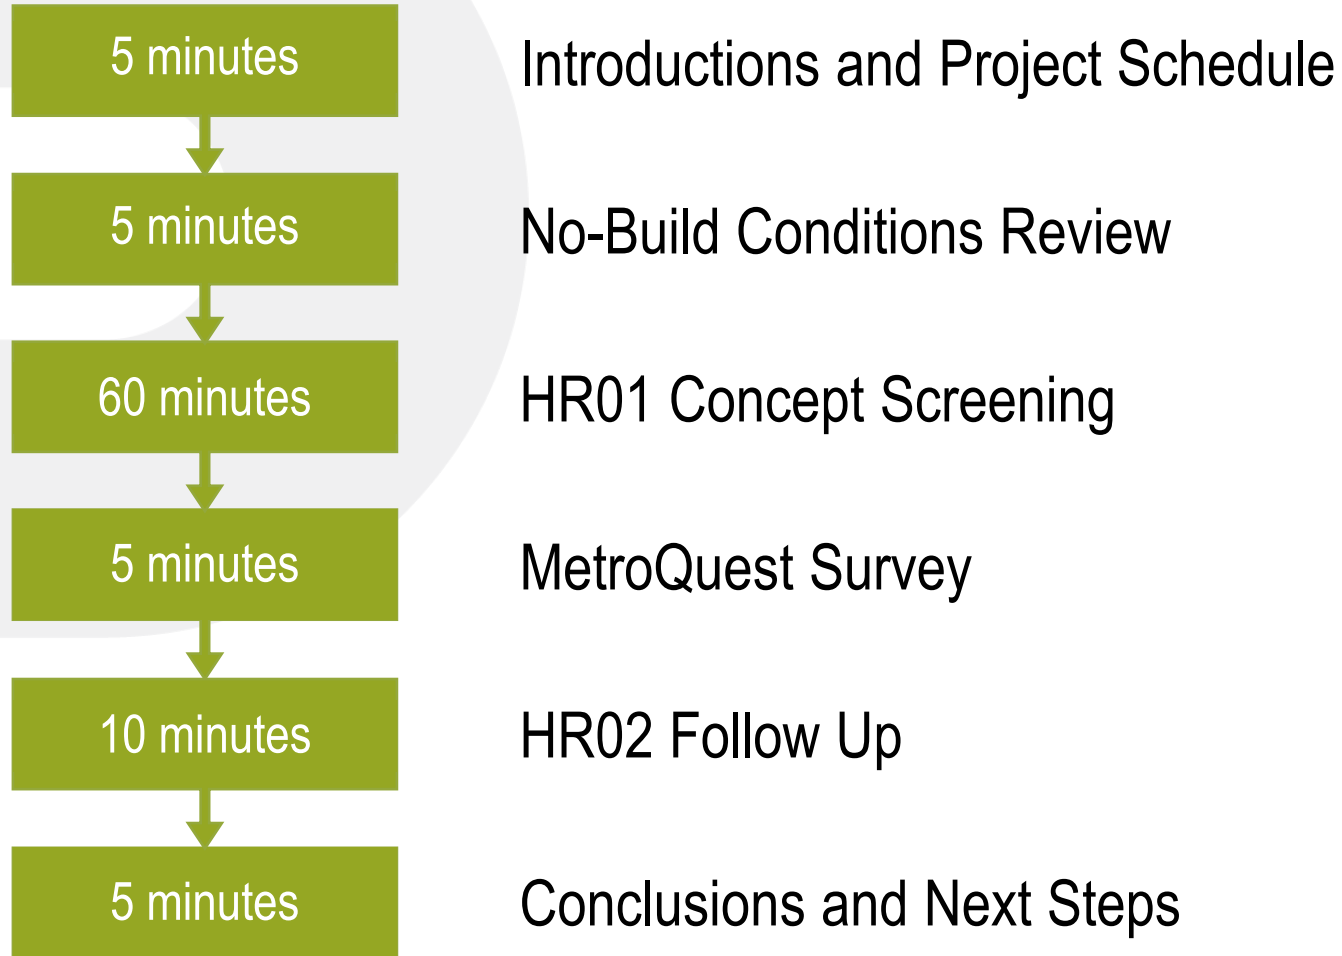 5 minutes
Introductions and Project Schedule
5 minutes
No-Build Conditions Review
60 minutes
HR01 Concept Screening
5 minutes
MetroQuest Survey
10 minutes
HR02 Follow Up
5 minutes
Conclusions and Next Steps